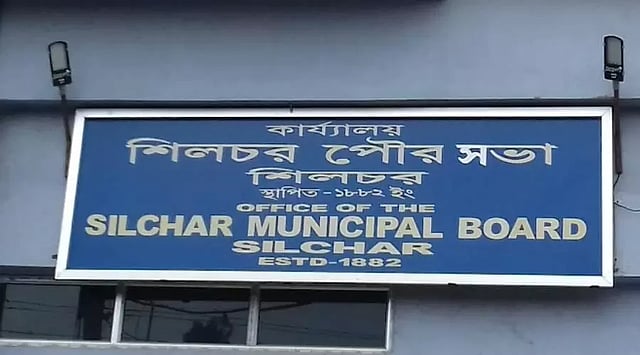 কার্য্যালয়
শিলচর পৌর সভা
শিলচর
স্থাপিত - ১৮৮২ ইং
OFFICE OF THE
SILCHAR MUNICIPAL BOARD
SILCHAR
ESTD-1882